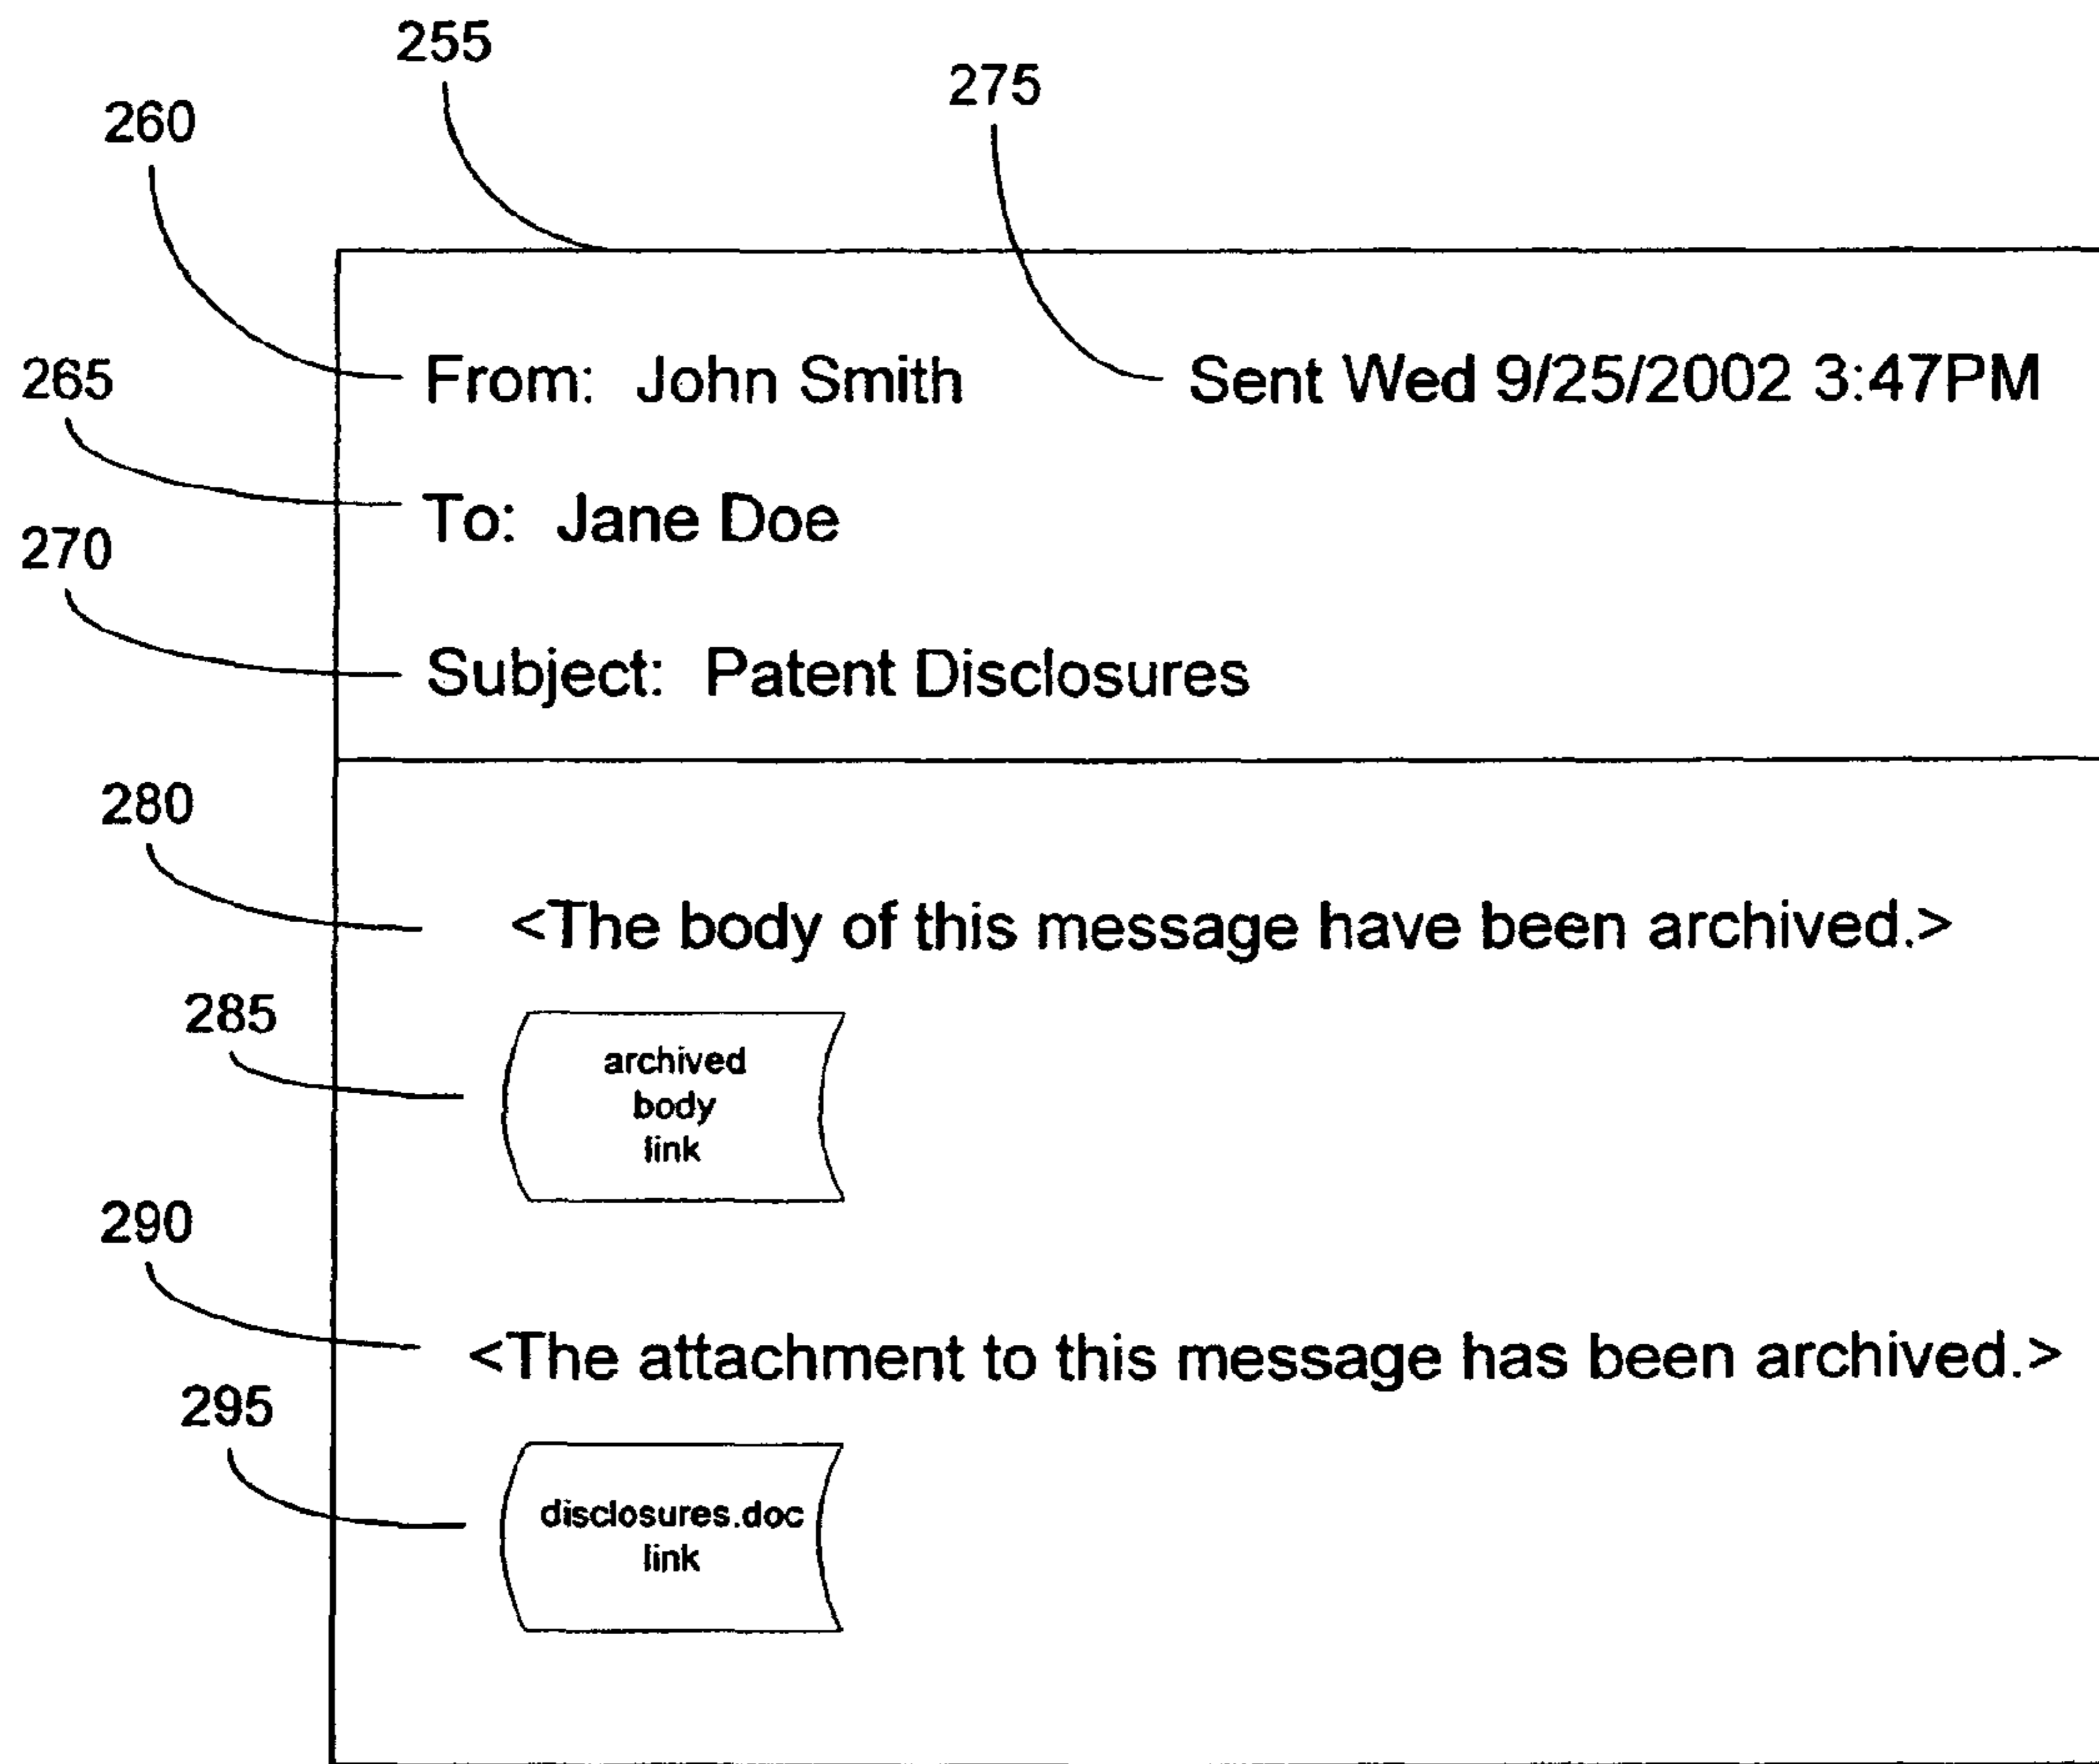 255
275
260
From: John Smith Sent Wed 9/25/2002 3:47PM
265
To: Jane Doe
270
Subject: Patent Disclosures
280
<The body of this message have been archived.>
285
archived
body
link
290
<The attachment to this message has been archived.>
295
disclosures.doc
link